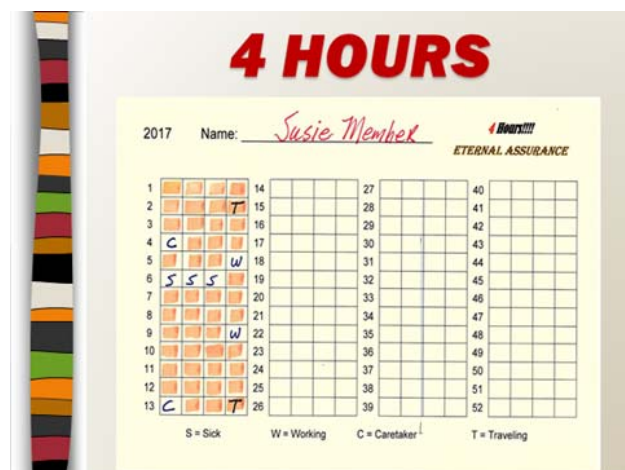 4 HOURS
2017 Name: Susie Member 4 Hours!!!!
ETERNAL ASSURANCE
1 14 27 40
2 T 15 28 41
3 16 29 42
4 C 17 30 43
5 W 18 31 44
6 S S S 19 32 45
7 20 33 46
8 21 34 47
9 W 22 35 48
10 23 36 49
11 24 37 50
12 25 38 51
13 C T 26 39 52
S = Sick W = Working C = Caretaker T = Traveling